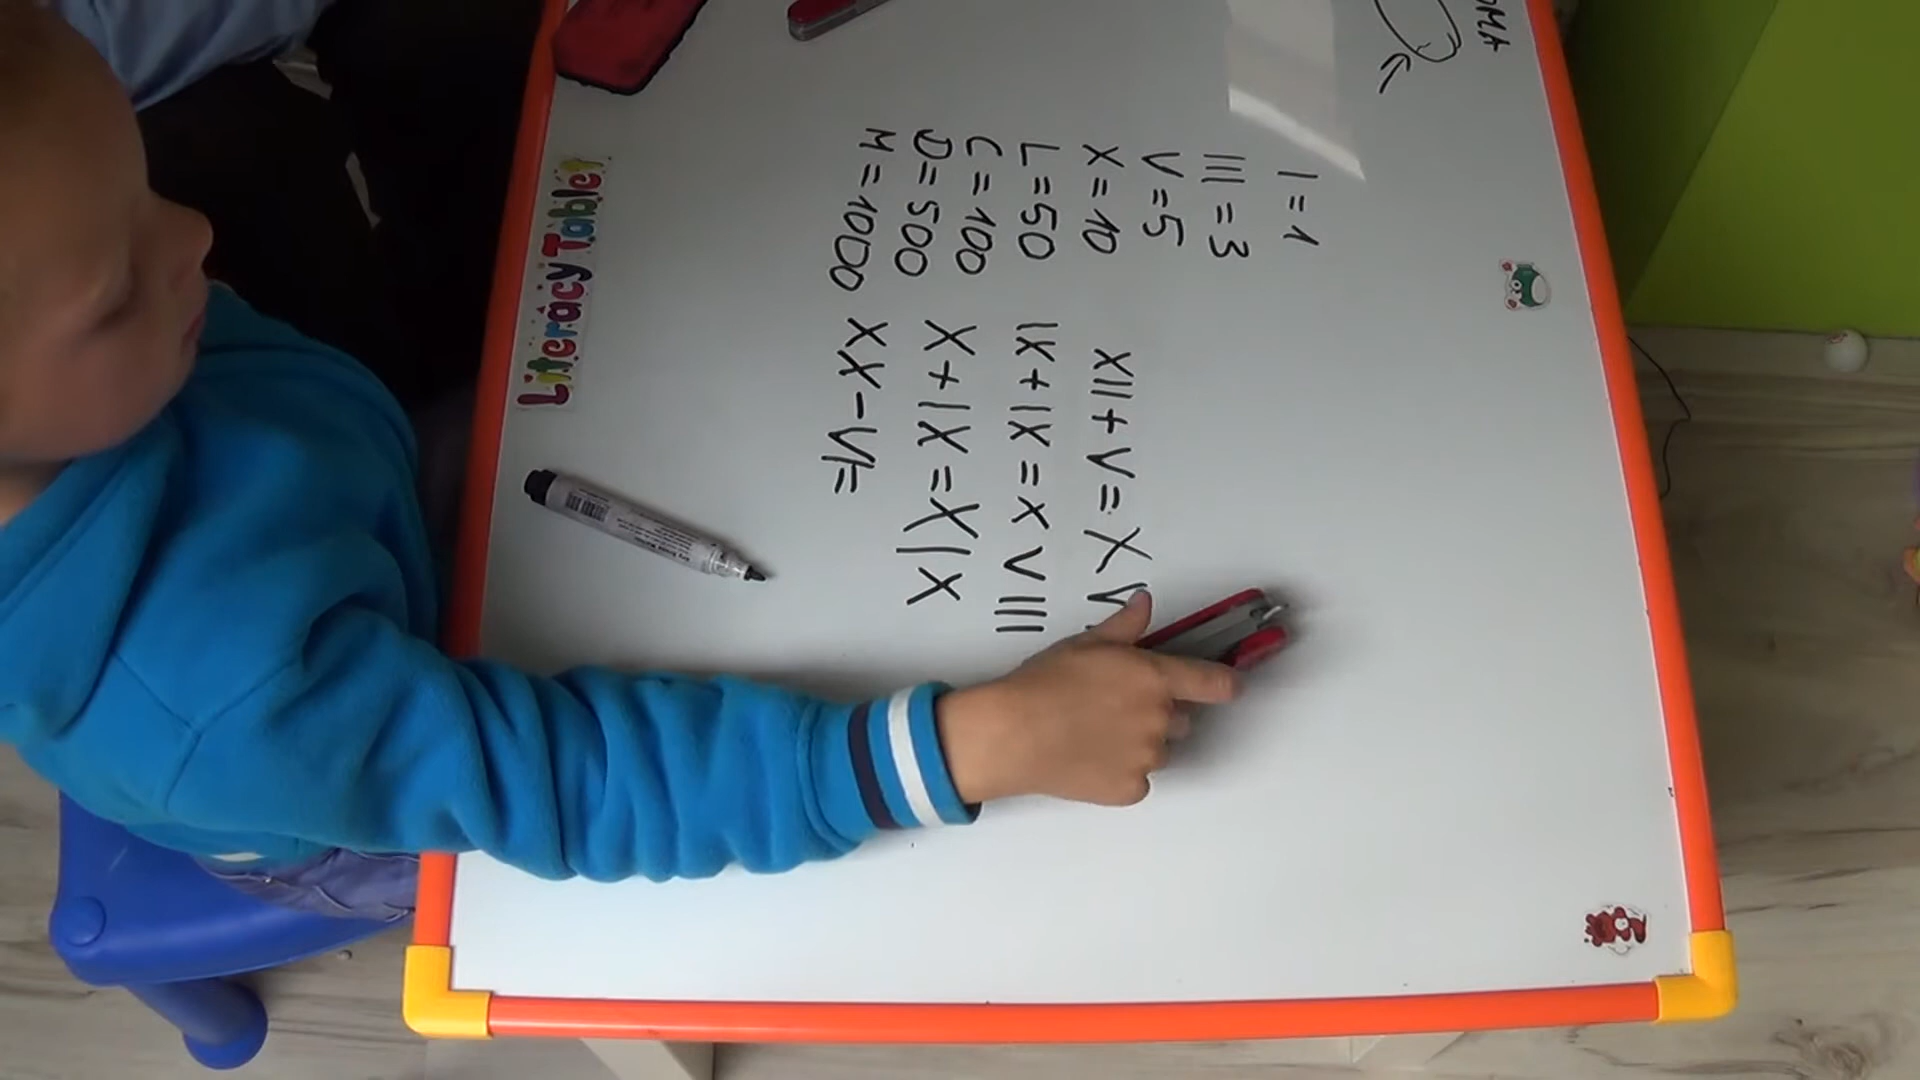 I = 1
III = 3
V = 5
X = 10
L = 50
C = 100
D = 500
M = 1000
XII + V = XV
IX + IX = XVIII
X + IX = XIX
XX - VI =
Literacy Table